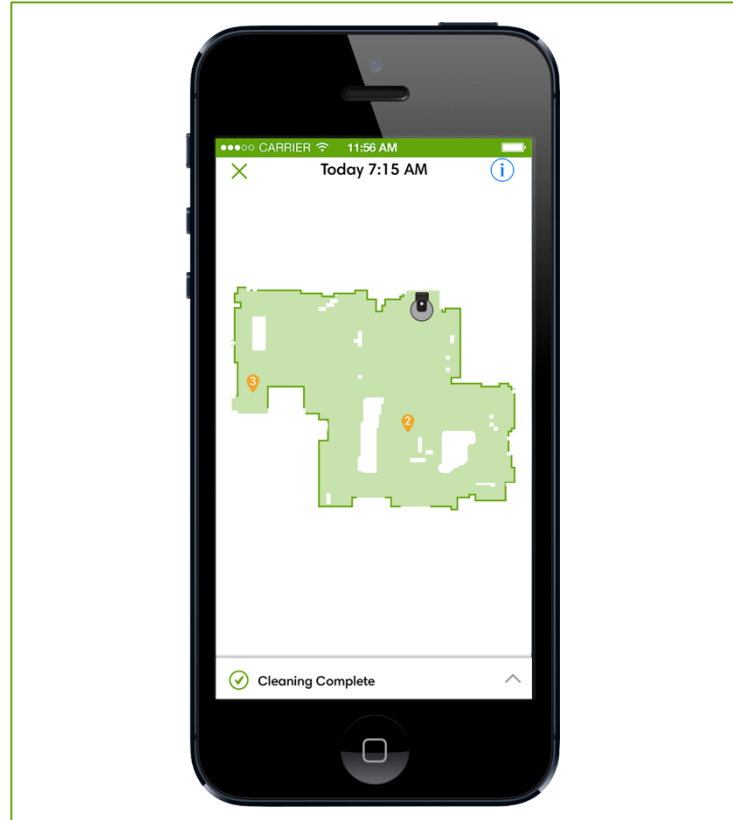 CARRIER 11:56 AM
Today 7:15 AM
i
3
2
Cleaning Complete